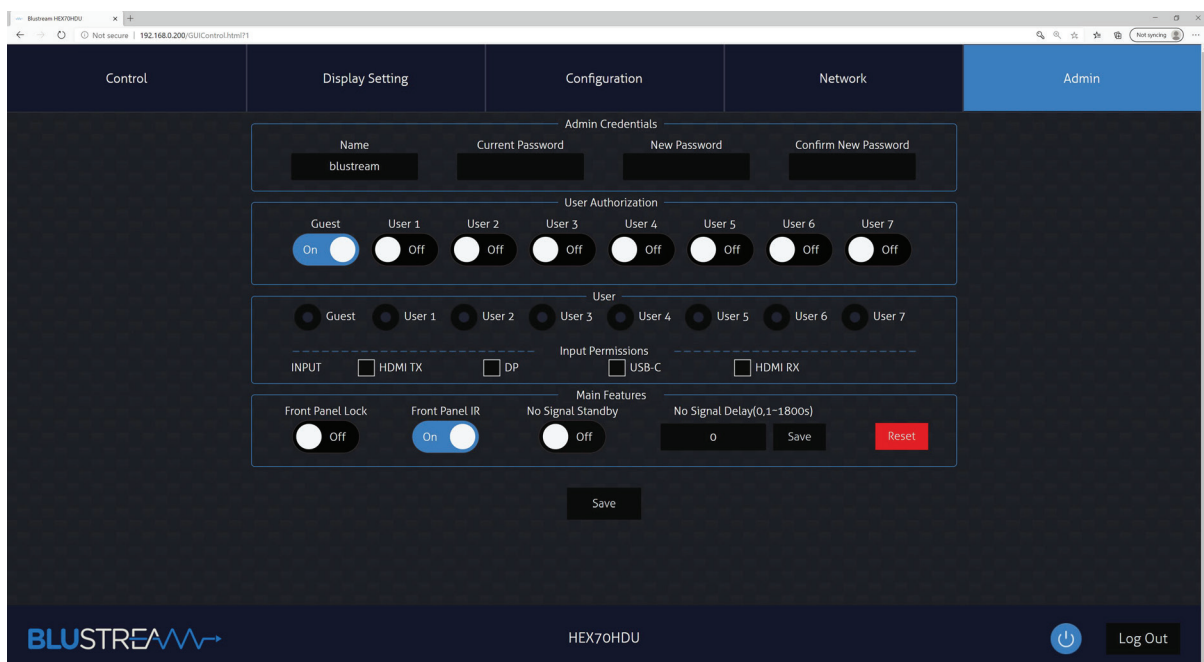 Blustream HEX70HDU
Not secure | 192.168.0.200/GUIControl.html?1
Not syncing
Control Display Setting Configuration Network Admin
Admin Credentials
Name Current Password New Password Confirm New Password
blustream
User Authorization
Guest User 1 User 2 User 3 User 4 User 5 User 6 User 7
On Off Off Off Off Off Off Off
User
Guest User 1 User 2 User 3 User 4 User 5 User 6 User 7
Input Permissions
INPUT HDMI TX DP USB-C HDMI RX
Main Features
Front Panel Lock Front Panel IR No Signal Standby No Signal Delay(0,1~1800s)
Off On Off 0 Save Reset
Save
BLUSTREAM HEX70HDU Log Out